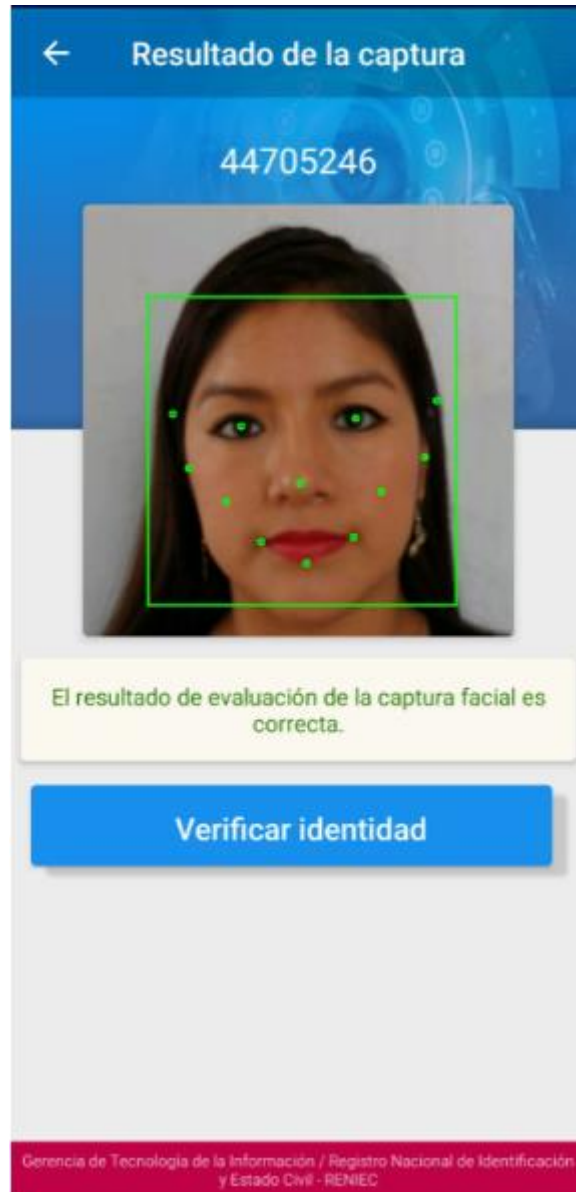 Resultado de la captura
44705246
El resultado de evaluación de la captura facial es
correcta.
Verificar identidad
Gerencia de Tecnología de la Información / Registro Nacional de Identificación
y Estado Civil - RENIEC